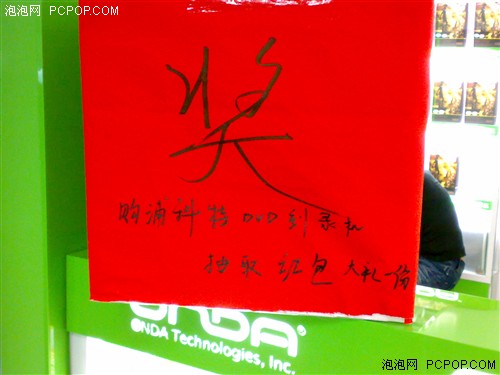 泡泡网 PCPOP.COM
奖
购浦科特DVD刻录机
抽取红包大礼一份
ONDA®
ONDA Technologies, Inc.
泡泡网 PCPOP.COM